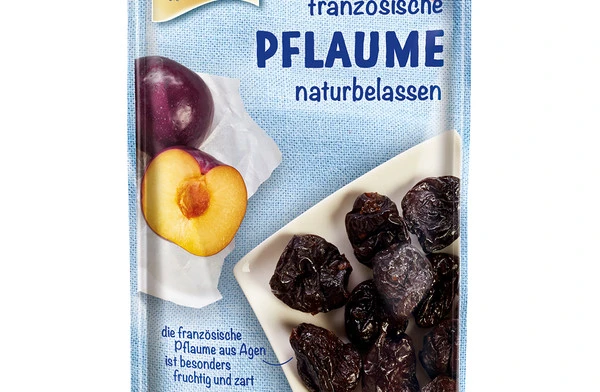 französische
PFLAUME
naturbelassen
die französische
Pflaume aus Agen
ist besonders
fruchtig und zart